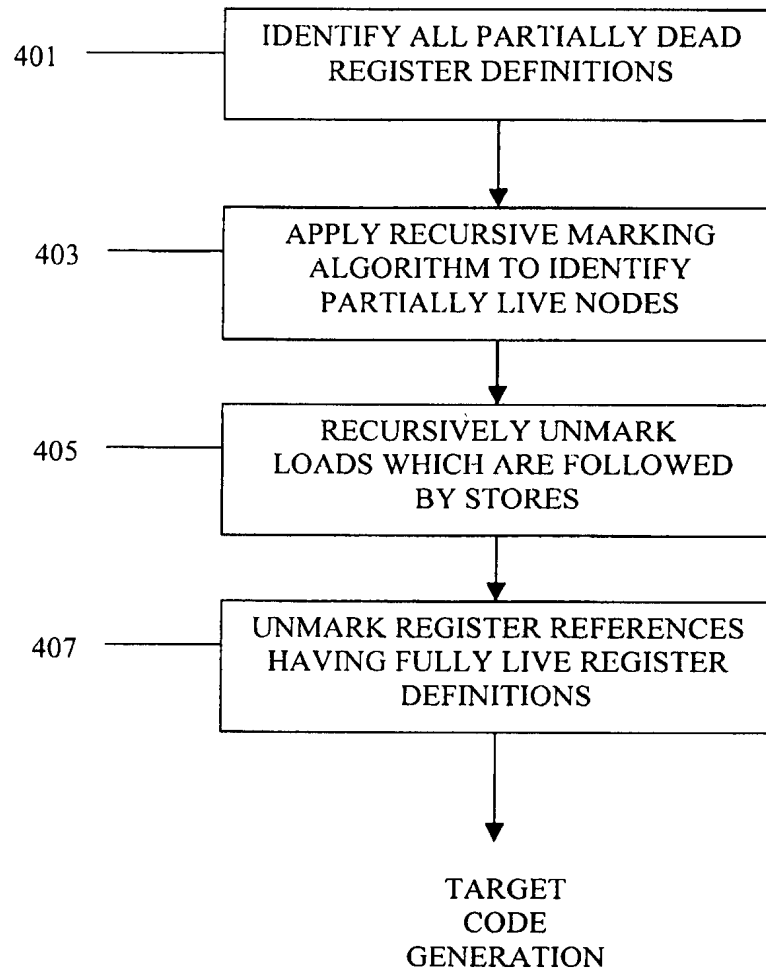 401
IDENTIFY ALL PARTIALLY DEAD
REGISTER DEFINITIONS
403
APPLY RECURSIVE MARKING
ALGORITHM TO IDENTIFY
PARTIALLY LIVE NODES
405
RECURSIVELY UNMARK
LOADS WHICH ARE FOLLOWED
BY STORES
407
UNMARK REGISTER REFERENCES
HAVING FULLY LIVE REGISTER
DEFINITIONS
TARGET
CODE
GENERATION